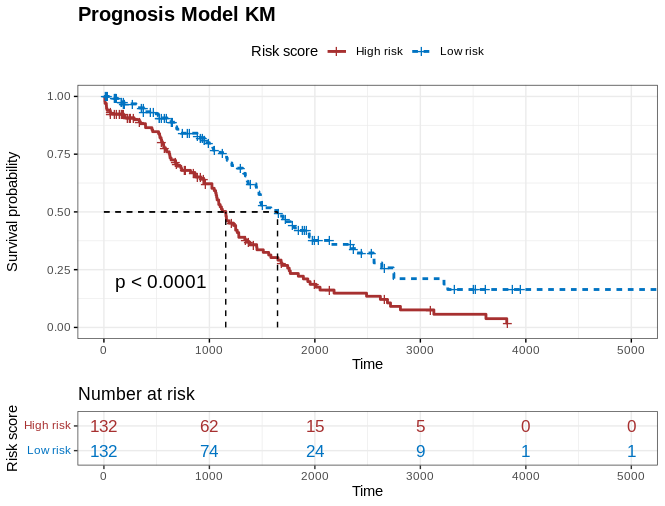 Prognosis Model KM
Risk score High risk Low risk
Survival probability
1.00
0.75
0.50
0.25
0.00
p < 0.0001
0 1000 2000 3000 4000 5000
Time
Number at risk
Risk score
High risk 132 62 15 5 0 0
Low risk 132 74 24 9 1 1
0 1000 2000 3000 4000 5000
Time